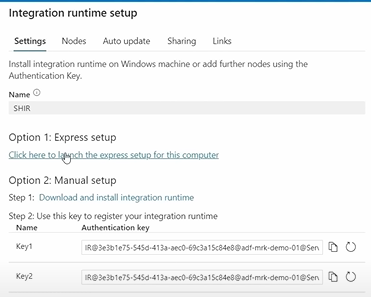 Integration runtime setup
Settings Nodes Auto update Sharing Links
Install integration runtime on Windows machine or add further nodes using the
Authentication Key.
Name
SHIR
Option 1: Express setup
Click here to launch the express setup for this computer
Option 2: Manual setup
Step 1: Download and install integration runtime
Step 2: Use this key to register your integration runtime
Name Authentication key
Key1 IR@3e3b1e75-545d-413a-aec0-69c3a15c84e8@adf-mrk-demo-01@Serv
Key2 IR@3e3b1e75-545d-413a-aec0-69c3a15c84e8@adf-mrk-demo-01@Serv